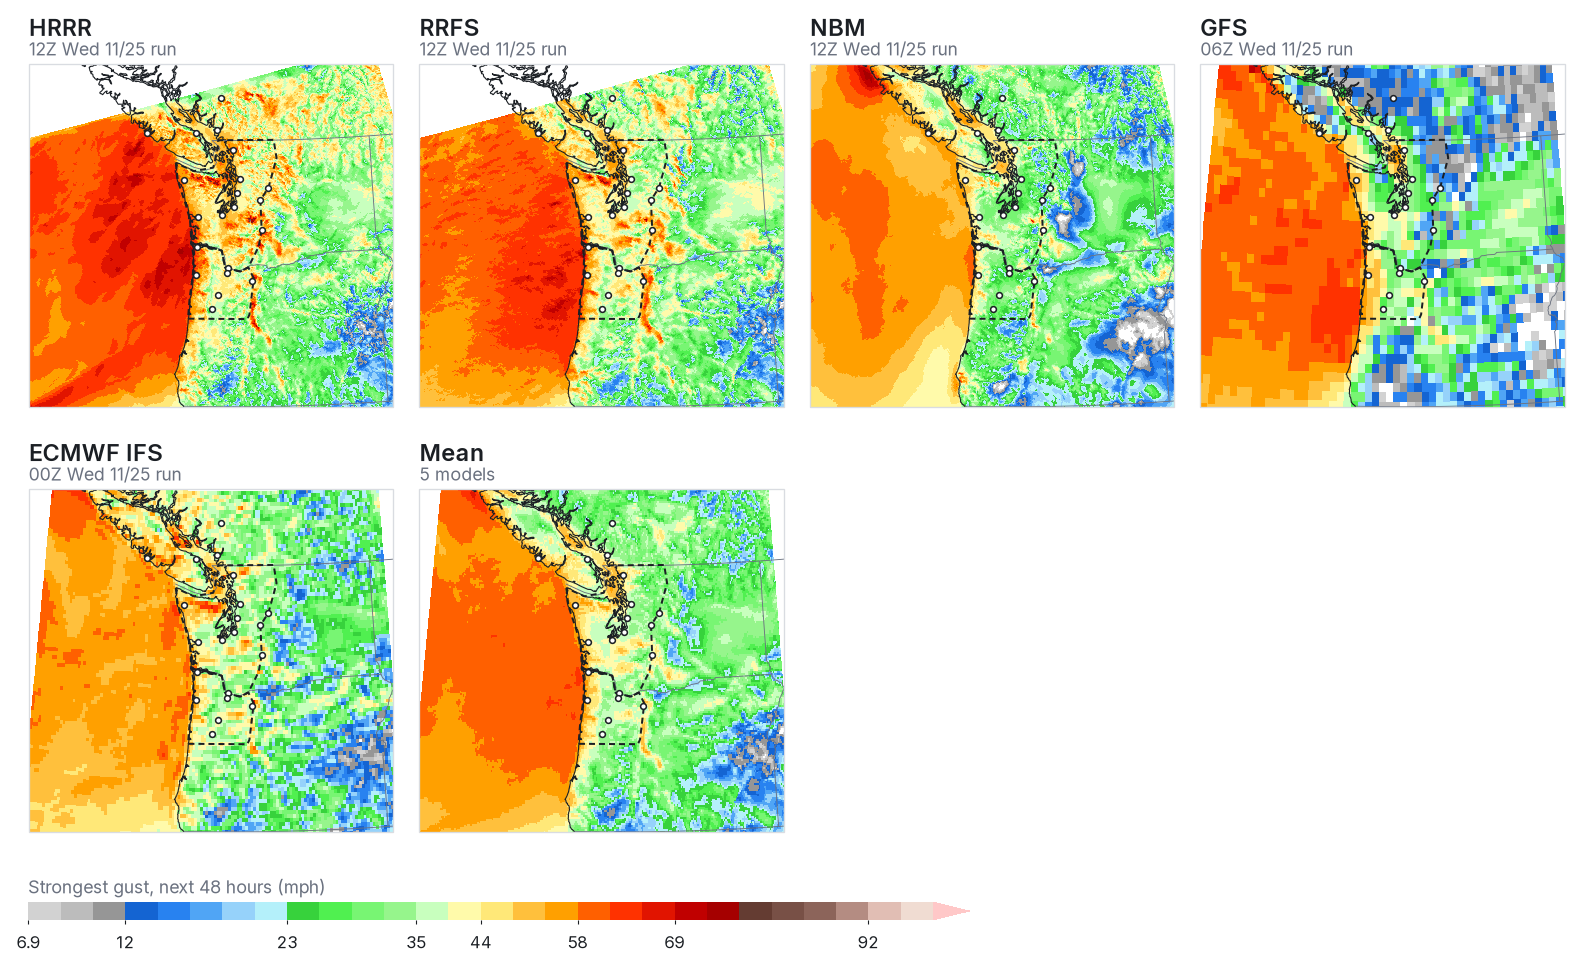 HRRR
12Z Wed 11/25 run
RRFS
12Z Wed 11/25 run
NBM
12Z Wed 11/25 run
GFS
06Z Wed 11/25 run
ECMWF IFS
00Z Wed 11/25 run
Mean
5 models
Strongest gust, next 48 hours (mph)
6.9 12 23 35 44 58 69 92